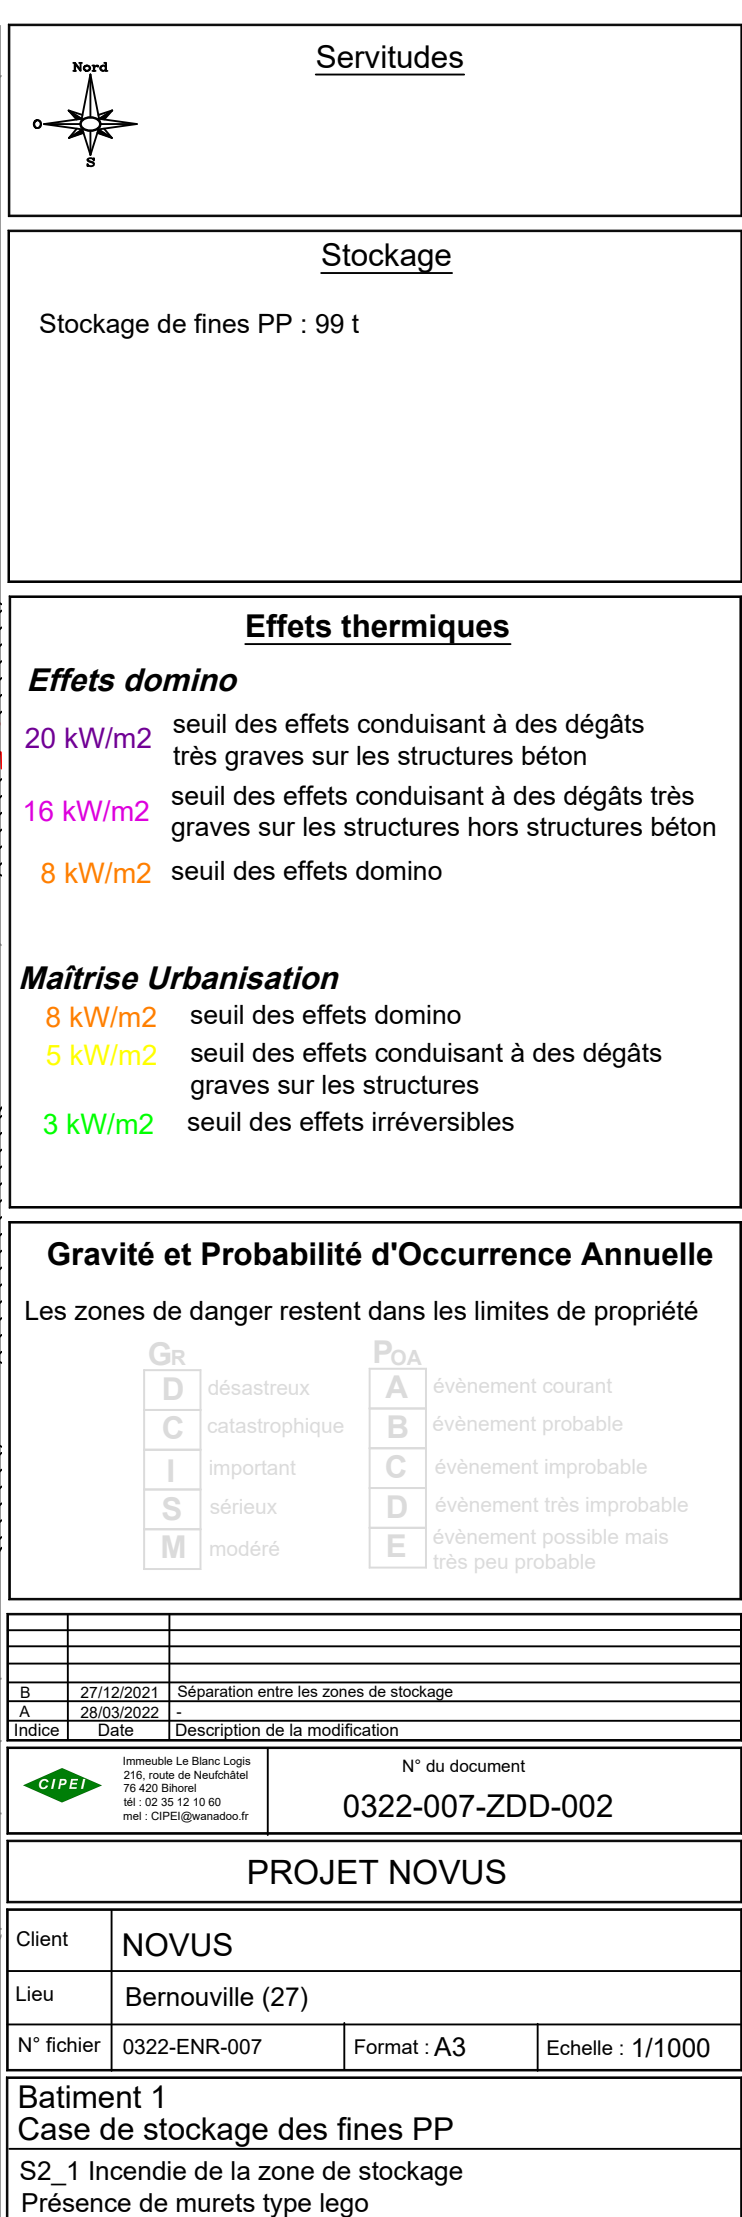 Servitudes
Nord
O
S
Stockage
Stockage de fines PP : 99 t
Effets thermiques
Effets domino
20 kW/m2 seuil des effets conduisant à des dégâts
très graves sur les structures béton
16 kW/m2 seuil des effets conduisant à des dégâts très
graves sur les structures hors structures béton
8 kW/m2 seuil des effets domino
Maîtrise Urbanisation
8 kW/m2 seuil des effets domino
5 kW/m2 seuil des effets conduisant à des dégâts
graves sur les structures
3 kW/m2 seuil des effets irréversibles
Gravité et Probabilité d'Occurrence Annuelle
Les zones de danger restent dans les limites de propriété
GR POA
D désastreux A évènement courant
C catastrophique B évènement probable
I important C évènement improbable
S sérieux D évènement très improbable
M modéré E évènement possible mais
très peu probable
B 27/12/2021 Séparation entre les zones de stockage
A 28/03/2022 -
Indice Date Description de la modification
CIPEI
Immeuble Le Blanc Logis
216, route de Neufchâtel
76 420 Bihorel
tél : 02 35 12 10 60
mel : CIPEI@wanadoo.fr
N° du document
0322-007-ZDD-002
PROJET NOVUS
Client NOVUS
Lieu Bernouville (27)
N° fichier 0322-ENR-007 Format : A3 Echelle : 1/1000
Batiment 1
Case de stockage des fines PP
S2_1 Incendie de la zone de stockage
Présence de murets type lego